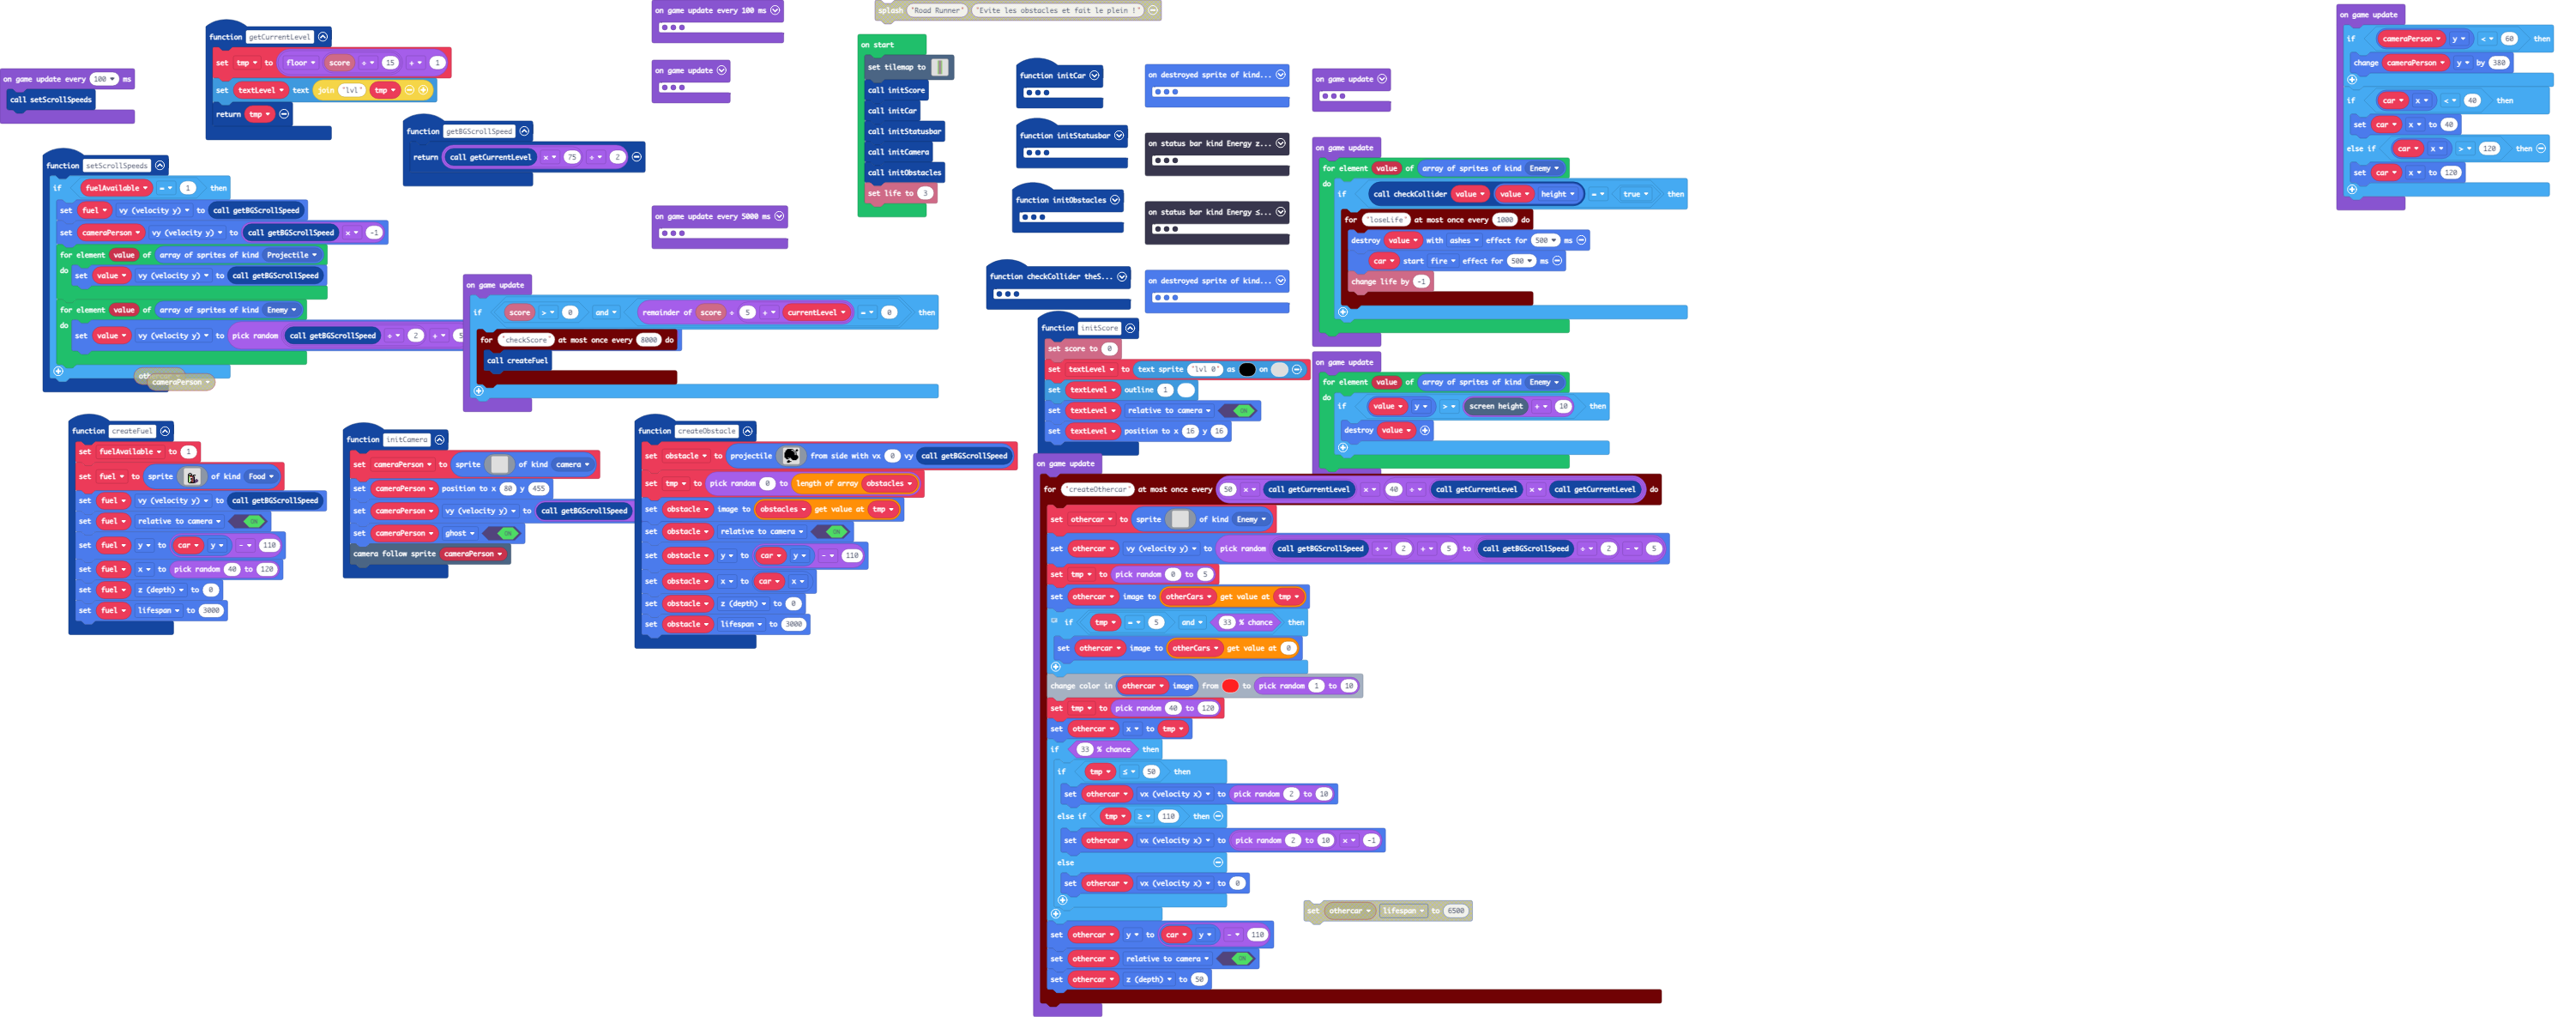 splash "Road Runner" "Evite les obstacles et fait le plein !"
on game update every 100 ms
on game update
on game update every 5000 ms
on game update every 100 ms
call setScrollSpeeds
function getCurrentLevel
set tmp to floor score ÷ 15 + 1
set textLevel text join "lvl" tmp
return tmp
function getBGScrollSpeed
return call getCurrentLevel × 75 ÷ 2
function setScrollSpeeds
if fuelAvailable = 1 then
set fuel vy (velocity y) to call getBGScrollSpeed
set cameraPerson vy (velocity y) to call getBGScrollSpeed × -1
for element value of array of sprites of kind Projectile
do set value vy (velocity y) to call getBGScrollSpeed
for element value of array of sprites of kind Enemy
do set value vy (velocity y) to pick random call getBGScrollSpeed ÷ 2 + 5
cameraPerson
on game update
if score > 0 and remainder of score ÷ 5 + currentLevel = 0 then
for "checkScore" at most once every 8000 do
call createFuel
function createFuel
set fuelAvailable to 1
set fuel to sprite of kind Food
set fuel vy (velocity y) to call getBGScrollSpeed
set fuel relative to camera ON
set fuel y to car y - 110
set fuel x to pick random 40 to 120
set fuel z (depth) to 0
set fuel lifespan to 3000
function initCamera
set cameraPerson to sprite of kind camera
set cameraPerson position to x 80 y 455
set cameraPerson vy (velocity y) to call getBGScrollSpeed
set cameraPerson ghost ON
camera follow sprite cameraPerson
function createObstacle
set obstacle to projectile from side with vx 0 vy call getBGScrollSpeed
set tmp to pick random 0 to length of array obstacles
set obstacle image to obstacles get value at tmp
set obstacle relative to camera ON
set obstacle y to car y - 110
set obstacle x to car x
set obstacle z (depth) to 0
set obstacle lifespan to 3000
on start
set tilemap to
call initScore
call initCar
call initStatusbar
call initCamera
call initObstacles
set life to 3
function initCar
function initStatusbar
function initObstacles
function checkCollider theS...
on destroyed sprite of kind...
on status bar kind Energy z...
on status bar kind Energy ≤...
on destroyed sprite of kind...
function initScore
set score to 0
set textLevel to text sprite "lvl 0" as on
set textLevel outline 1
set textLevel relative to camera ON
set textLevel position to x 16 y 16
on game update
on game update
for element value of array of sprites of kind Enemy
do if call checkCollider value value height = true then
for "loseLife" at most once every 1000 do
destroy value with ashes effect for 500 ms
car start fire effect for 500 ms
change life by -1
on game update
for element value of array of sprites of kind Enemy
do if value y > screen height + 10 then
destroy value
on game update
for "createOthercar" at most once every 50 × call getCurrentLevel × 40 ÷ call getCurrentLevel × call getCurrentLevel do
set othercar to sprite of kind Enemy
set othercar vy (velocity y) to pick random call getBGScrollSpeed ÷ 2 + 5 to call getBGScrollSpeed ÷ 2 - 5
set tmp to pick random 0 to 5
set othercar image to otherCars get value at tmp
if tmp = 5 and 33 % chance then
set othercar image to otherCars get value at 0
change color in othercar image from to pick random 1 to 10
set tmp to pick random 40 to 120
set othercar x to tmp
if 33 % chance then
if tmp ≤ 50 then
set othercar vx (velocity x) to pick random 2 to 10
else if tmp ≥ 110 then
set othercar vx (velocity x) to pick random 2 to 10 × -1
else
set othercar vx (velocity x) to 0
set othercar lifespan to 6500
set othercar y to car y - 110
set othercar relative to camera ON
set othercar z (depth) to 50
on game update
if cameraPerson y < 60 then
change cameraPerson y by 380
if car x < 40 then
set car x to 40
else if car x > 120 then
set car x to 120